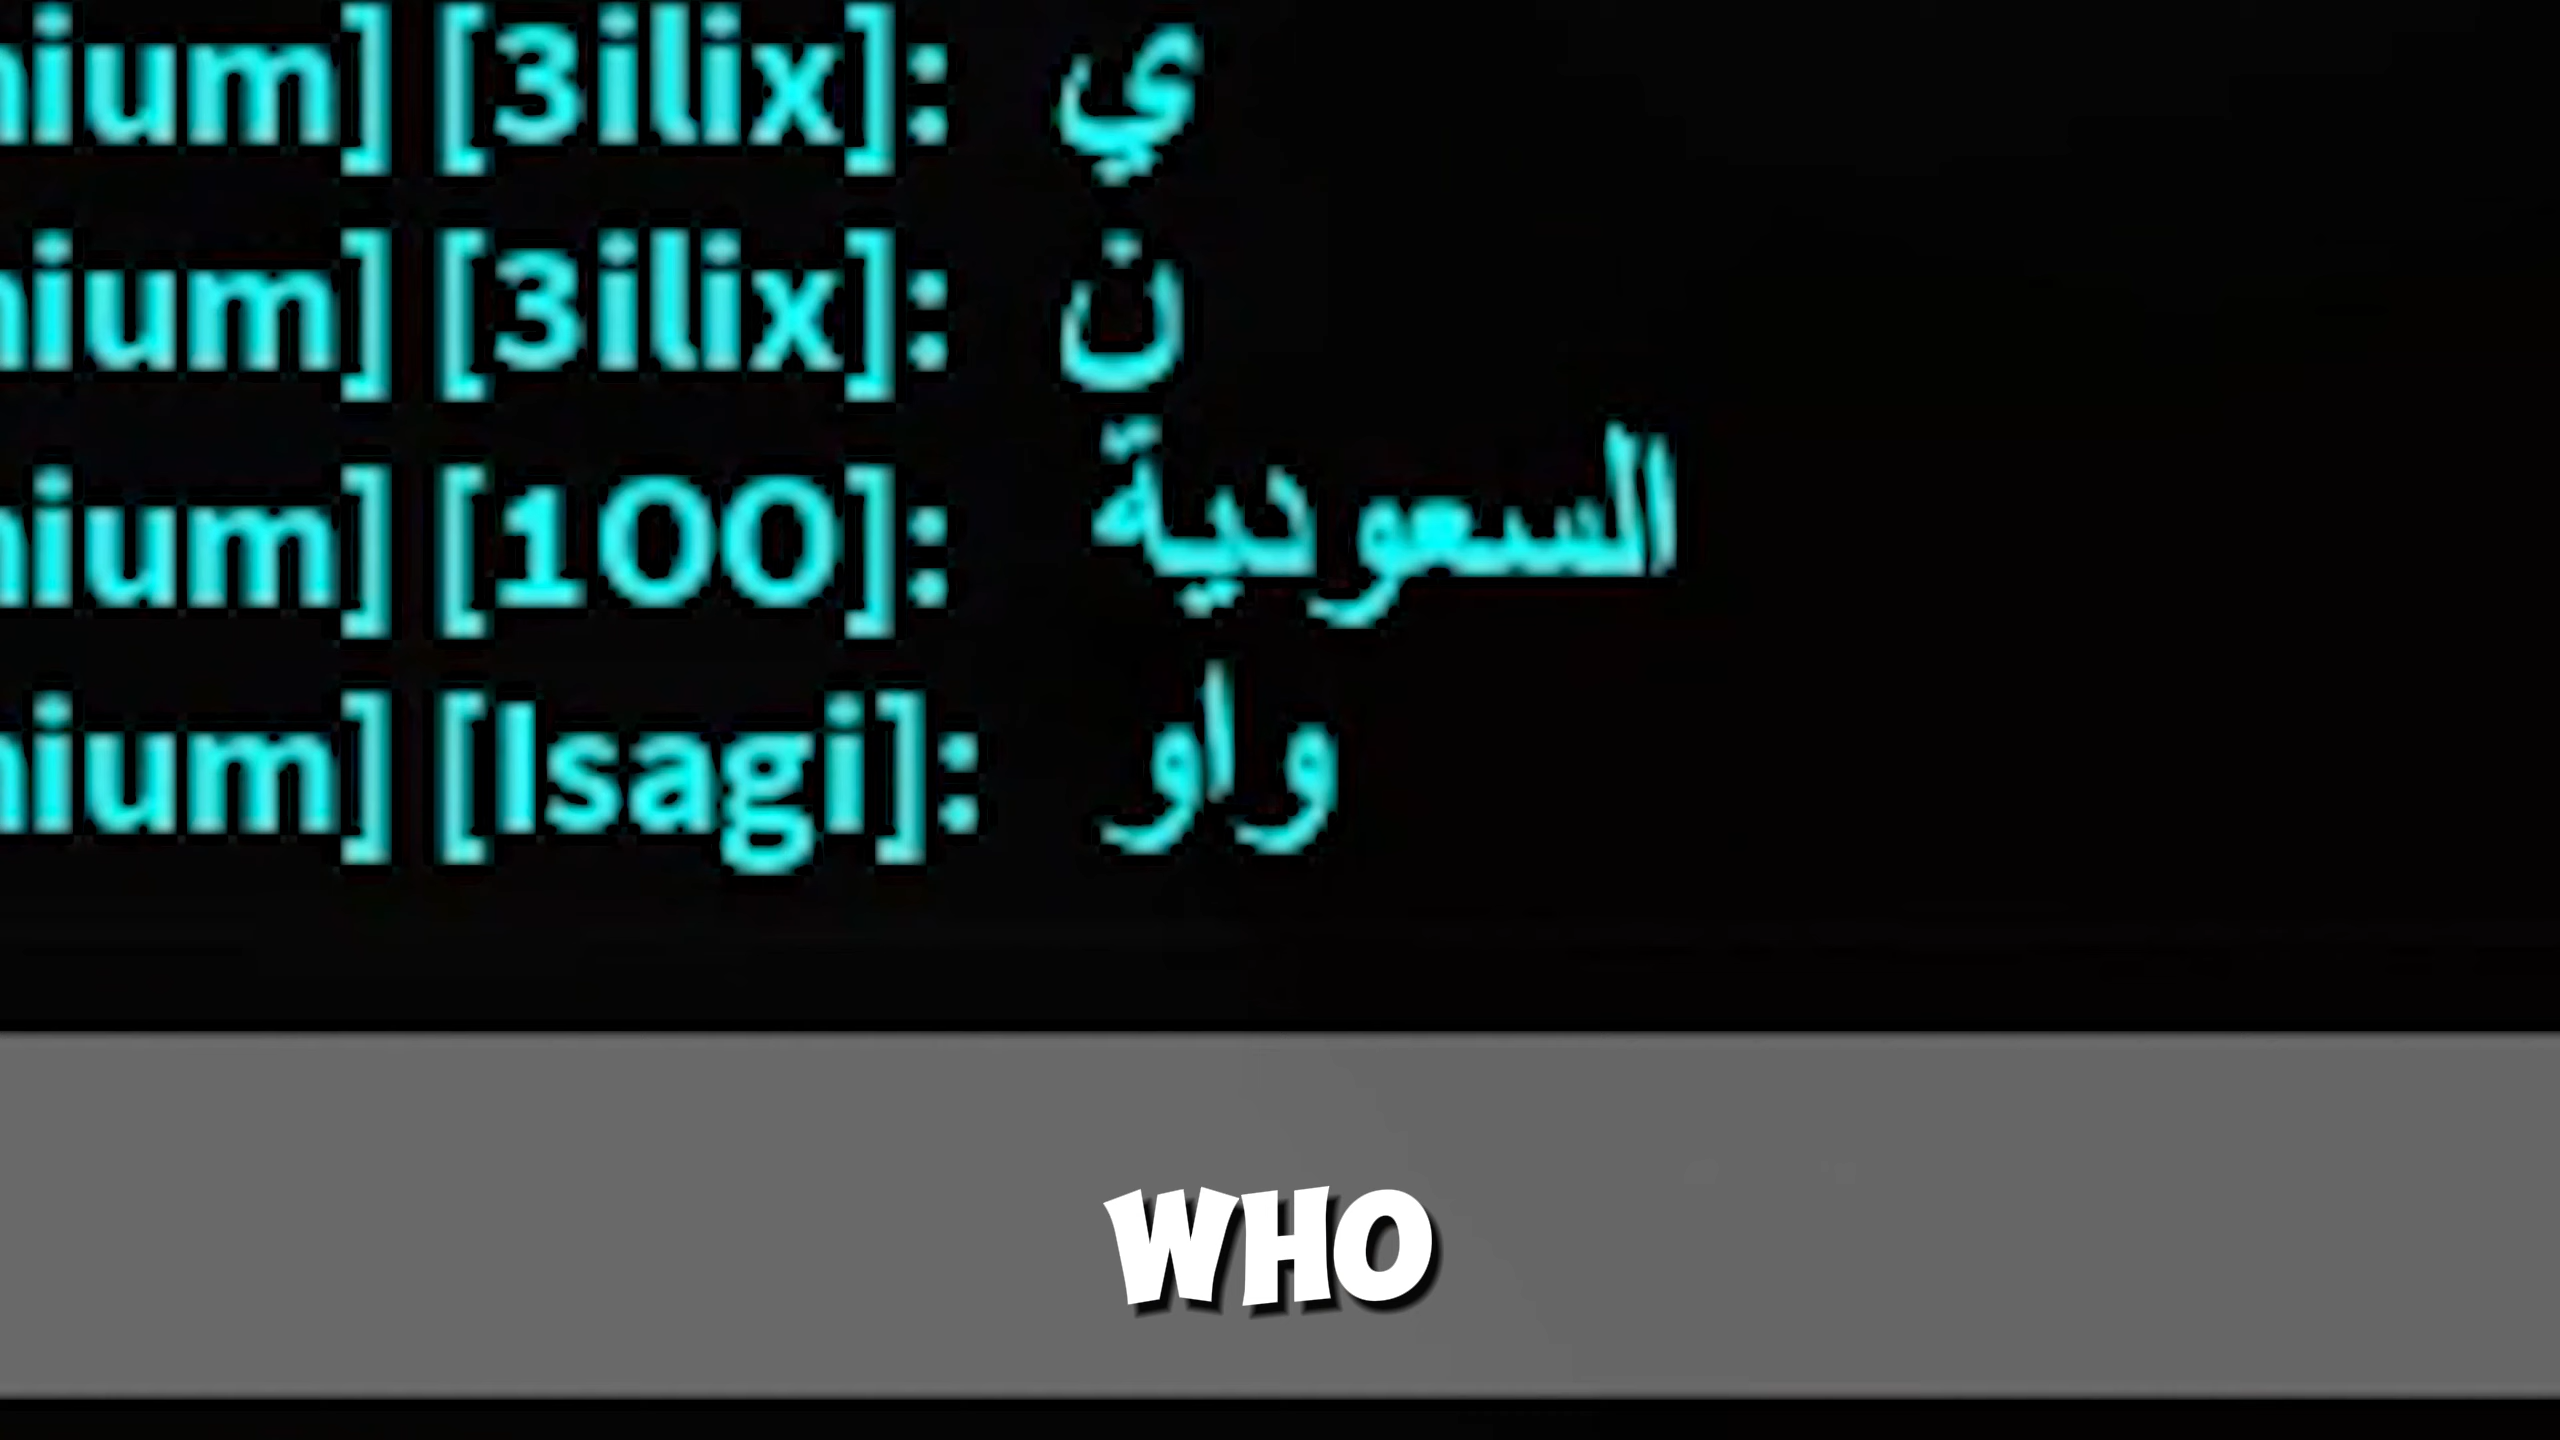 nium] [3ilix]: ي
nium] [3ilix]: ن
nium] [100]: السعودية
nium] [Isagi]: واو
WHO